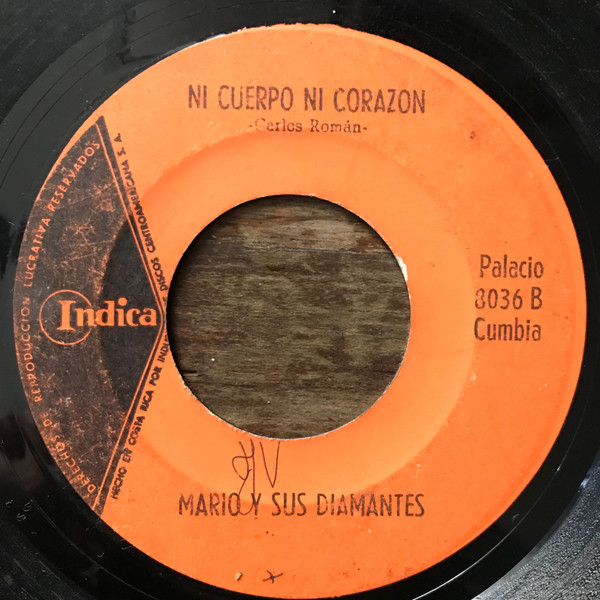 NI CUERPO NI CORAZON
-Carlos Román-
DERECHOS DE REPRODUCCION LUCRATIVA RESERVADOS
Indica
HECHO EN COSTA RICA POR INDUS DISCOS CENTROAMERICANA S. A.
Palacio
8036 B
Cumbia
MARIO Y SUS DIAMANTES